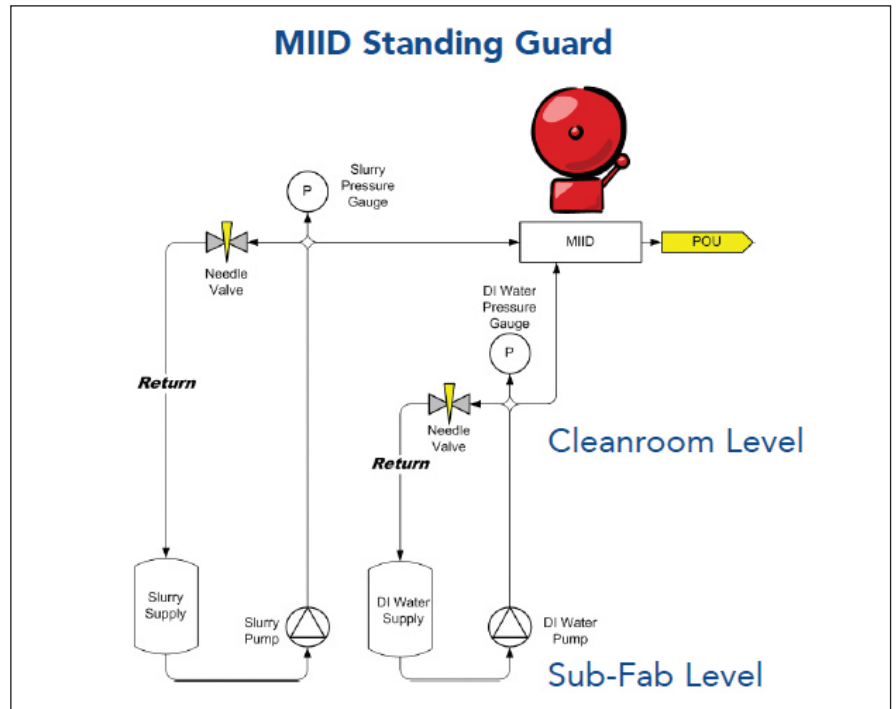 MIID Standing Guard
Slurry
Pressure
Gauge
P
MIID
POU
Needle
Valve
DI Water
Pressure
Gauge
P
Return
Needle
Valve
Cleanroom Level
Return
Slurry
Supply
Slurry
Pump
DI Water
Supply
DI Water
Pump
Sub-Fab Level